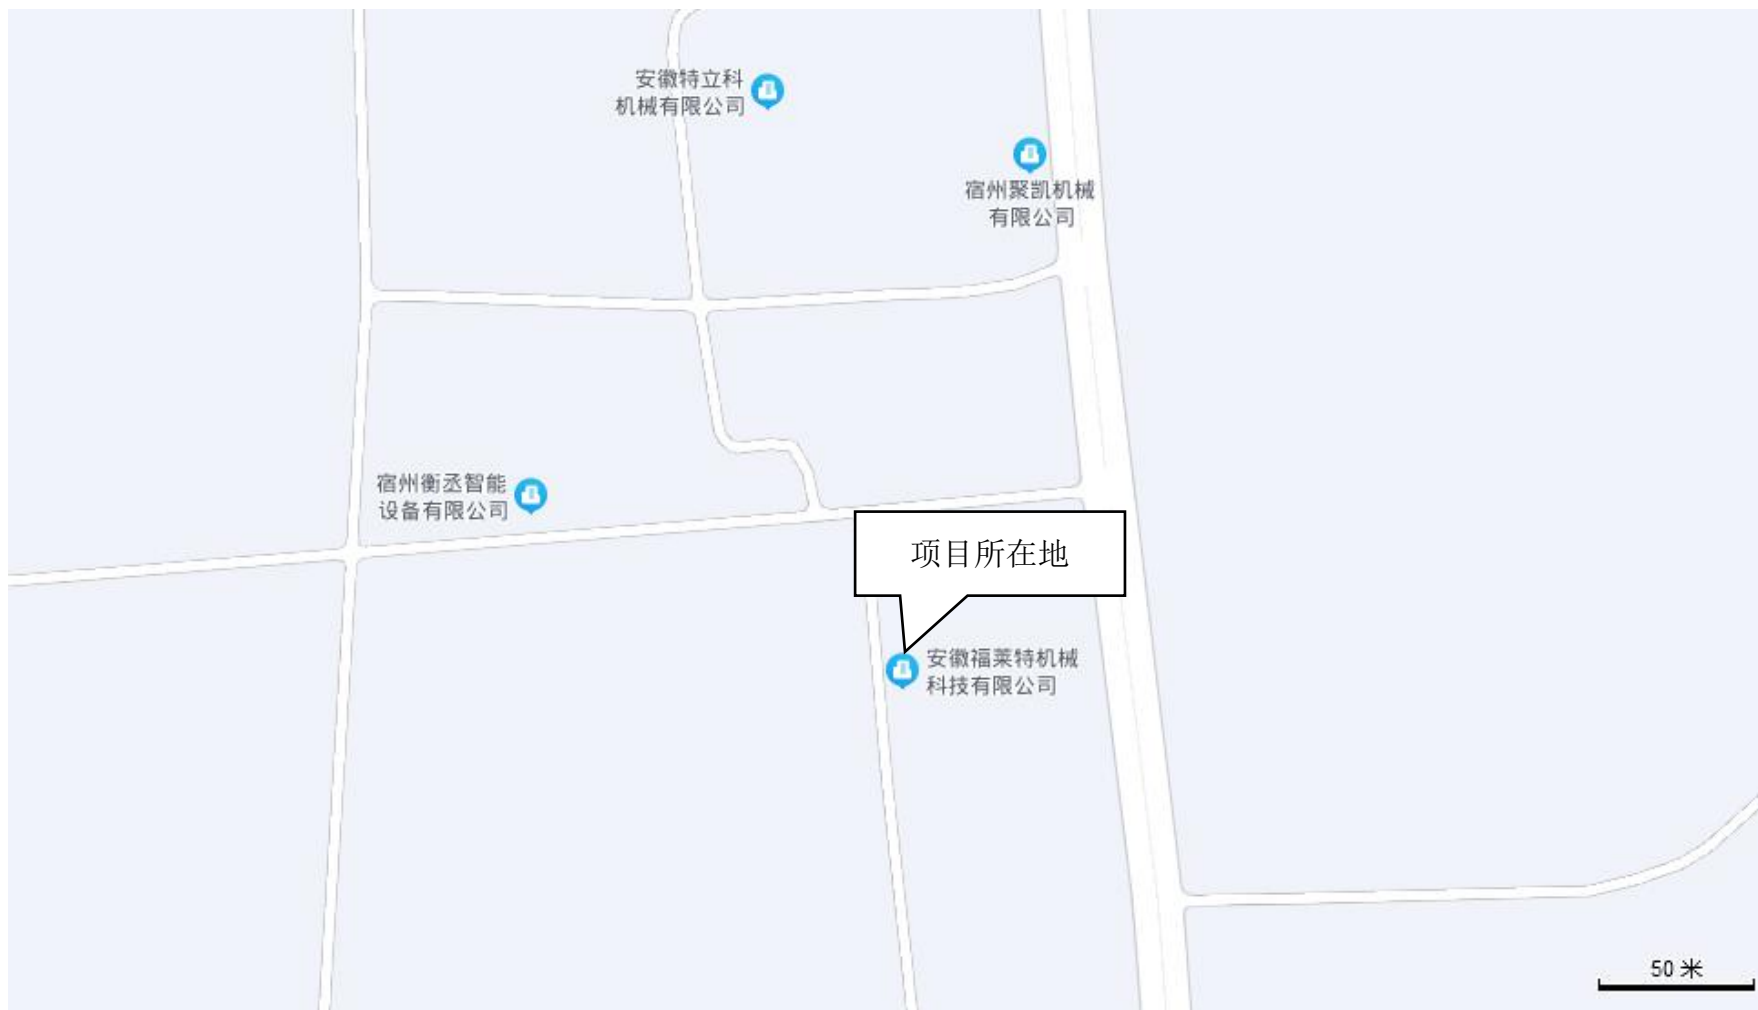 安徽特立科
机械有限公司
宿州聚凯机械
有限公司
宿州衡丞智能
设备有限公司
项目所在地
安徽福莱特机械
科技有限公司
50 米